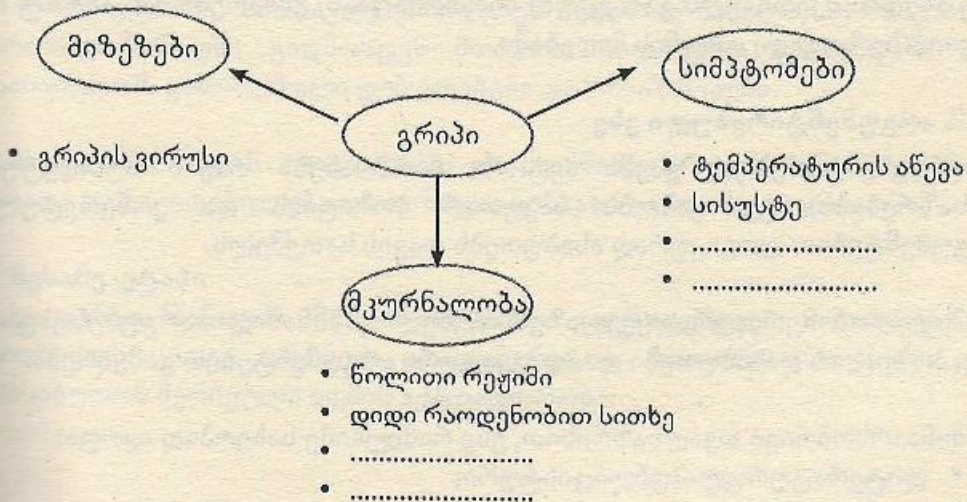 მიზეზები
სიმპტომები
გრიპი
• გრიპის ვირუსი
• ტემპერატურის აწევა
• სისუსტე
• ........................
• ........................
მკურნალობა
• წოლითი რეჟიმი
• დიდი რაოდენობით სითხე
• ........................
• ........................